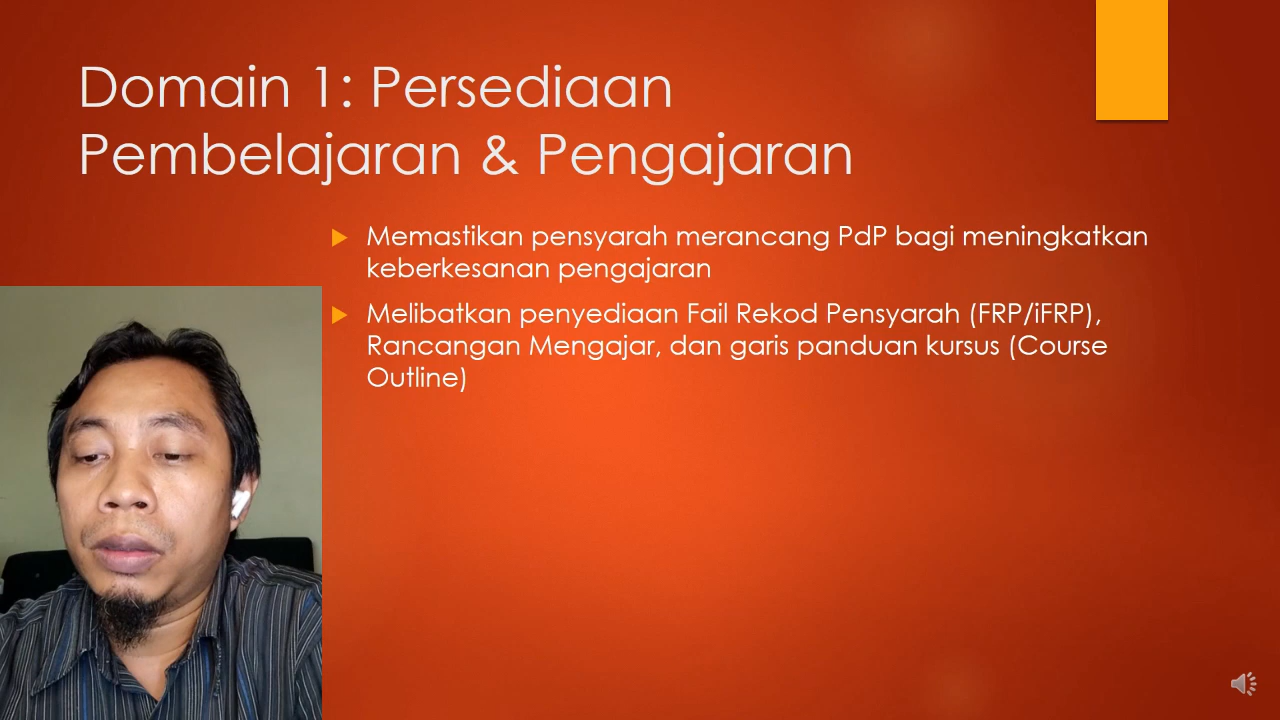 Domain 1: Persediaan
Pembelajaran & Pengajaran
Memastikan pensyarah merancang PdP bagi meningkatkan
keberkesanan pengajaran
Melibatkan penyediaan Fail Rekod Pensyarah (FRP/iFRP),
Rancangan Mengajar, dan garis panduan kursus (Course
Outline)